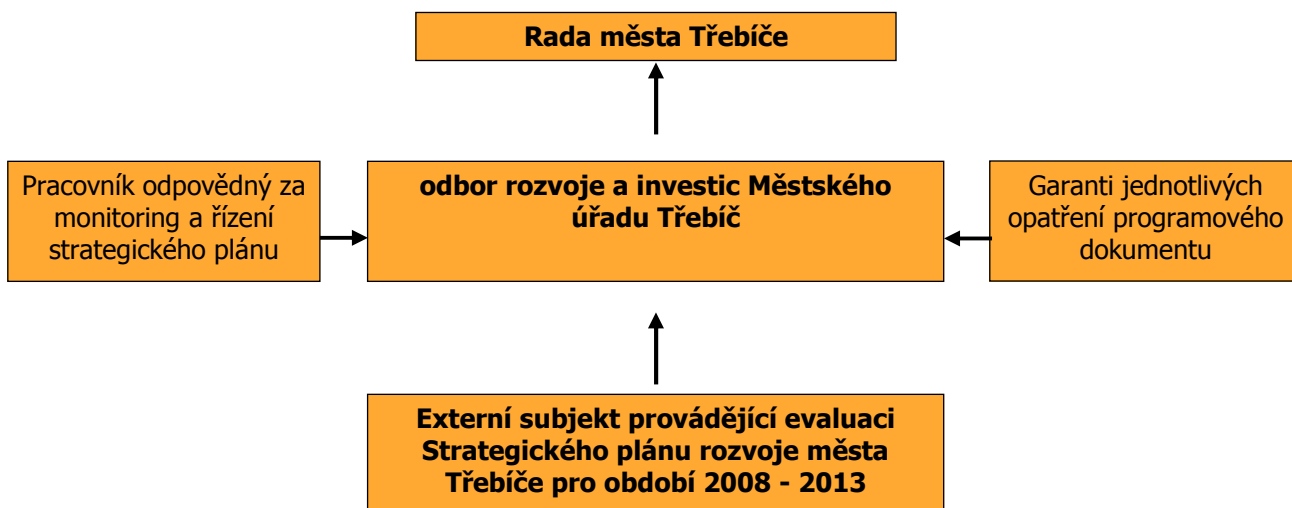 Rada města Třebíče
Pracovník odpovědný za
monitoring a řízení
strategického plánu
odbor rozvoje a investic Městského
úřadu Třebíč
Garanti jednotlivých
opatření programového
dokumentu
Externí subjekt provádějící evaluaci
Strategického plánu rozvoje města
Třebíče pro období 2008 - 2013